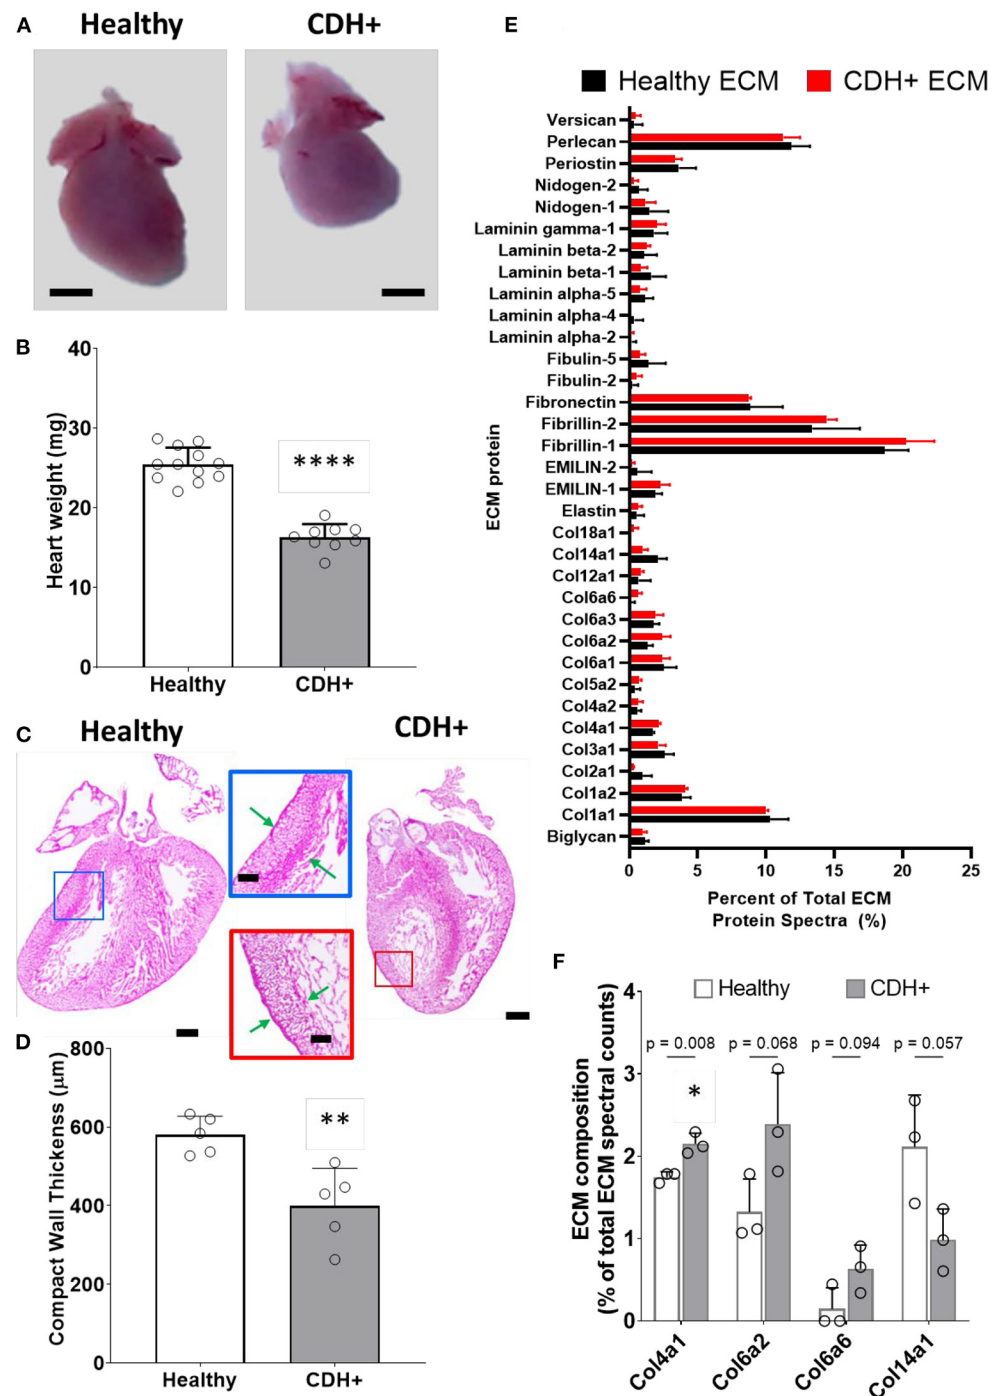 A
Healthy
CDH+
B
40
30
20
10
0
Heart weight (mg)
****
Healthy
CDH+
C
Healthy
CDH+
D
800
600
400
200
0
Compact Wall Thickenss (μm)
**
Healthy
CDH+
E
Healthy ECM
CDH+ ECM
ECM protein
Versican
Perlecan
Periostin
Nidogen-2
Nidogen-1
Laminin gamma-1
Laminin beta-2
Laminin beta-1
Laminin alpha-5
Laminin alpha-4
Laminin alpha-2
Fibulin-5
Fibulin-2
Fibronectin
Fibrillin-2
Fibrillin-1
EMILIN-2
EMILIN-1
Elastin
Col18a1
Col14a1
Col12a1
Col6a6
Col6a3
Col6a2
Col6a1
Col5a2
Col4a2
Col4a1
Col3a1
Col2a1
Col1a2
Col1a1
Biglycan
0 5 10 15 20 25
Percent of Total ECM
Protein Spectra (%)
F
Healthy
CDH+
4
3
2
1
0
ECM composition
(% of total ECM spectral counts)
p = 0.008 p = 0.068 p = 0.094 p = 0.057
*
Col4a1
Col6a2
Col6a6
Col14a1